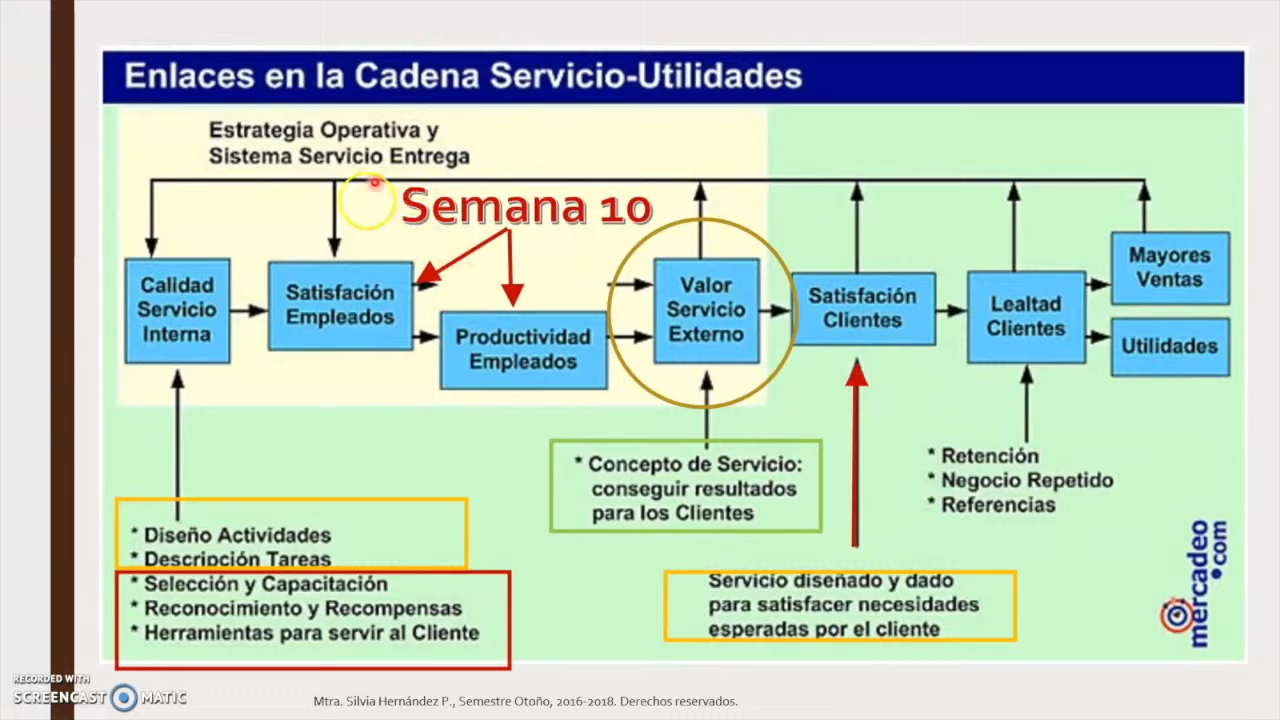 Enlaces en la Cadena Servicio-Utilidades
Estrategia Operativa y
Sistema Servicio Entrega
Semana 10
Calidad
Servicio
Interna
Satisfacción
Empleados
Productividad
Empleados
Valor
Servicio
Externo
Satisfacción
Clientes
Lealtad
Clientes
Mayores
Ventas
Utilidades
* Concepto de Servicio:
conseguir resultados
para los Clientes
* Retención
* Negocio Repetido
* Referencias
* Diseño Actividades
* Descripción Tareas
* Selección y Capacitación
* Reconocimiento y Recompensas
* Herramientas para servir al Cliente
Servicio diseñado y dado
para satisfacer necesidades
esperadas por el cliente
mercadeo
.com
RECORDED WITH
SCREENCAST MATIC
Mtra. Silvia Hernández P., Semestre Otoño, 2016-2018. Derechos reservados.